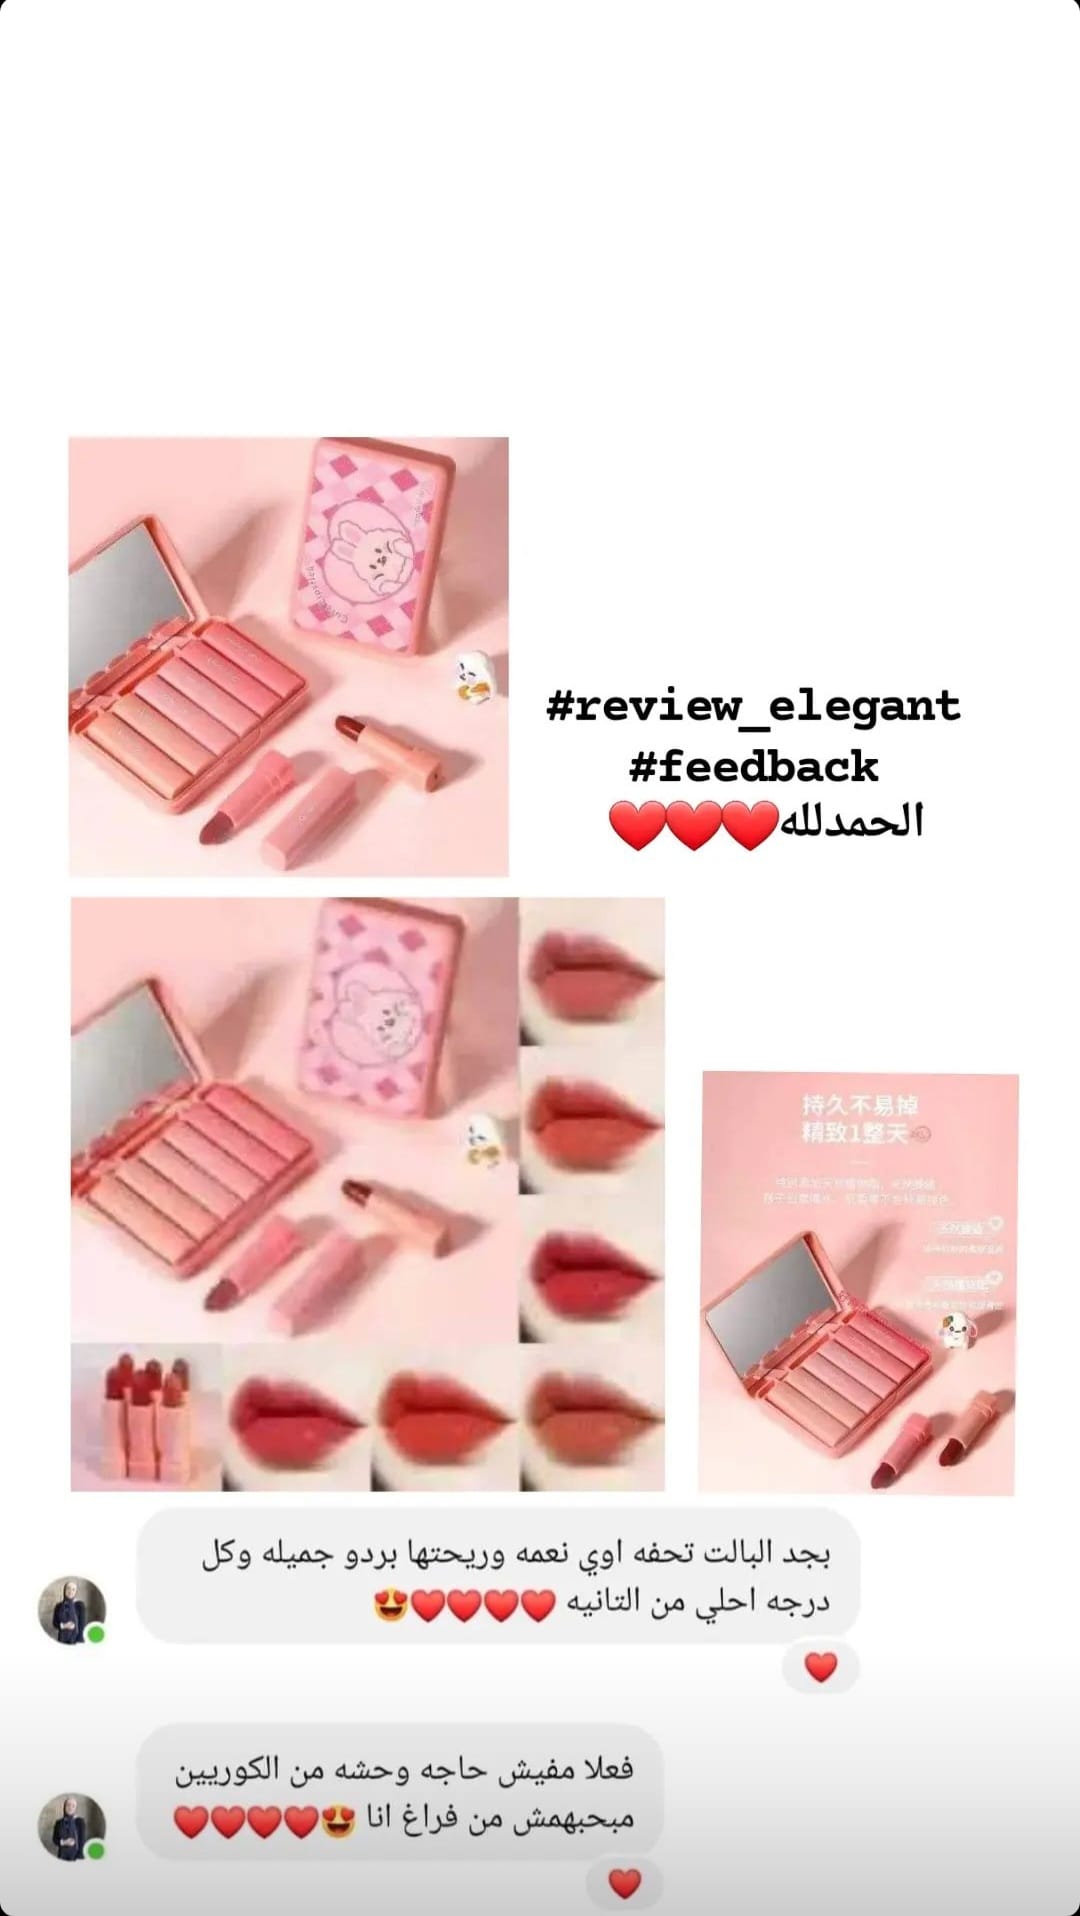 #review_elegant
#feedback
الحمدلله❤️❤️❤️
持久不易掉
精致1整天
بجد البالت تحفه اوي نعمه وريحتها بردو جميله وكل
درجه احلي من التانيه ❤️❤️❤️❤️😍
❤️
فعلا مفيش حاجه وحشه من الكوريين
مبحبهمش من فراغ انا 😍❤️❤️❤️❤️
❤️